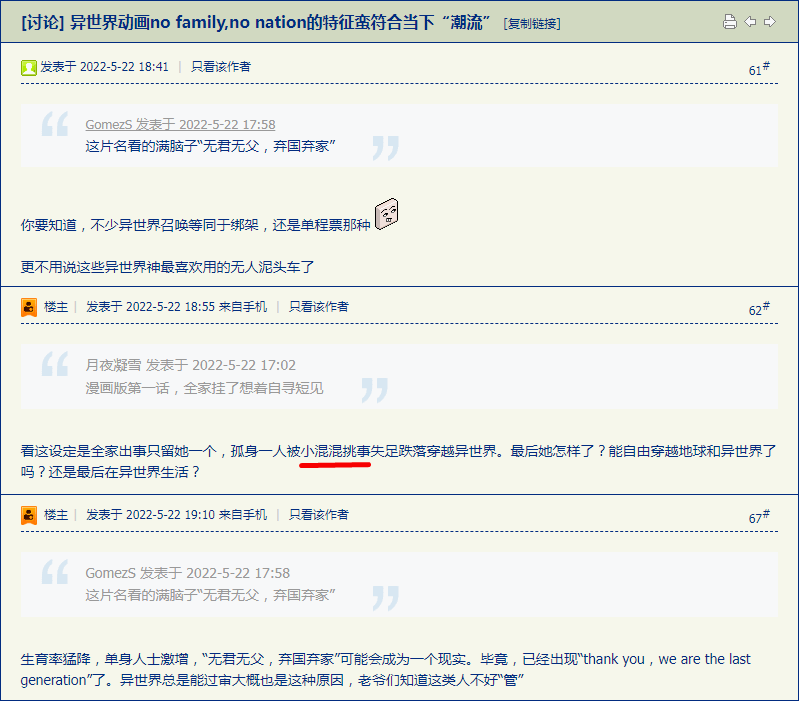 [讨论] 异世界动画no family,no nation的特征蛮符合当下“潮流” [复制链接]
发表于 2022-5-22 18:41 | 只看该作者
61#
GomezS 发表于 2022-5-22 17:58
这片名看的满脑子“无君无父，弃国弃家”
你要知道，不少异世界召唤等同于绑架，还是单程票那种
更不用说这些异世界神最喜欢用的无人泥头车了
楼主 | 发表于 2022-5-22 18:55 来自手机 | 只看该作者
62#
月夜凝雪 发表于 2022-5-22 17:02
漫画版第一话，全家挂了想着自寻短见
看这设定是全家出事只留她一个，孤身一人被小混混挑事失足跌落穿越异世界。最后她怎样了？能自由穿越地球和异世界了
吗？还是最后在异世界生活？
楼主 | 发表于 2022-5-22 19:10 来自手机 | 只看该作者
67#
GomezS 发表于 2022-5-22 17:58
这片名看的满脑子“无君无父，弃国弃家”
生育率猛降，单身人士激增，“无君无父，弃国弃家”可能会成为一个现实。毕竟，已经出现“thank you，we are the last
generation”了。异世界总是能过审大概也是这种原因，老爷们知道这类人不好“管”